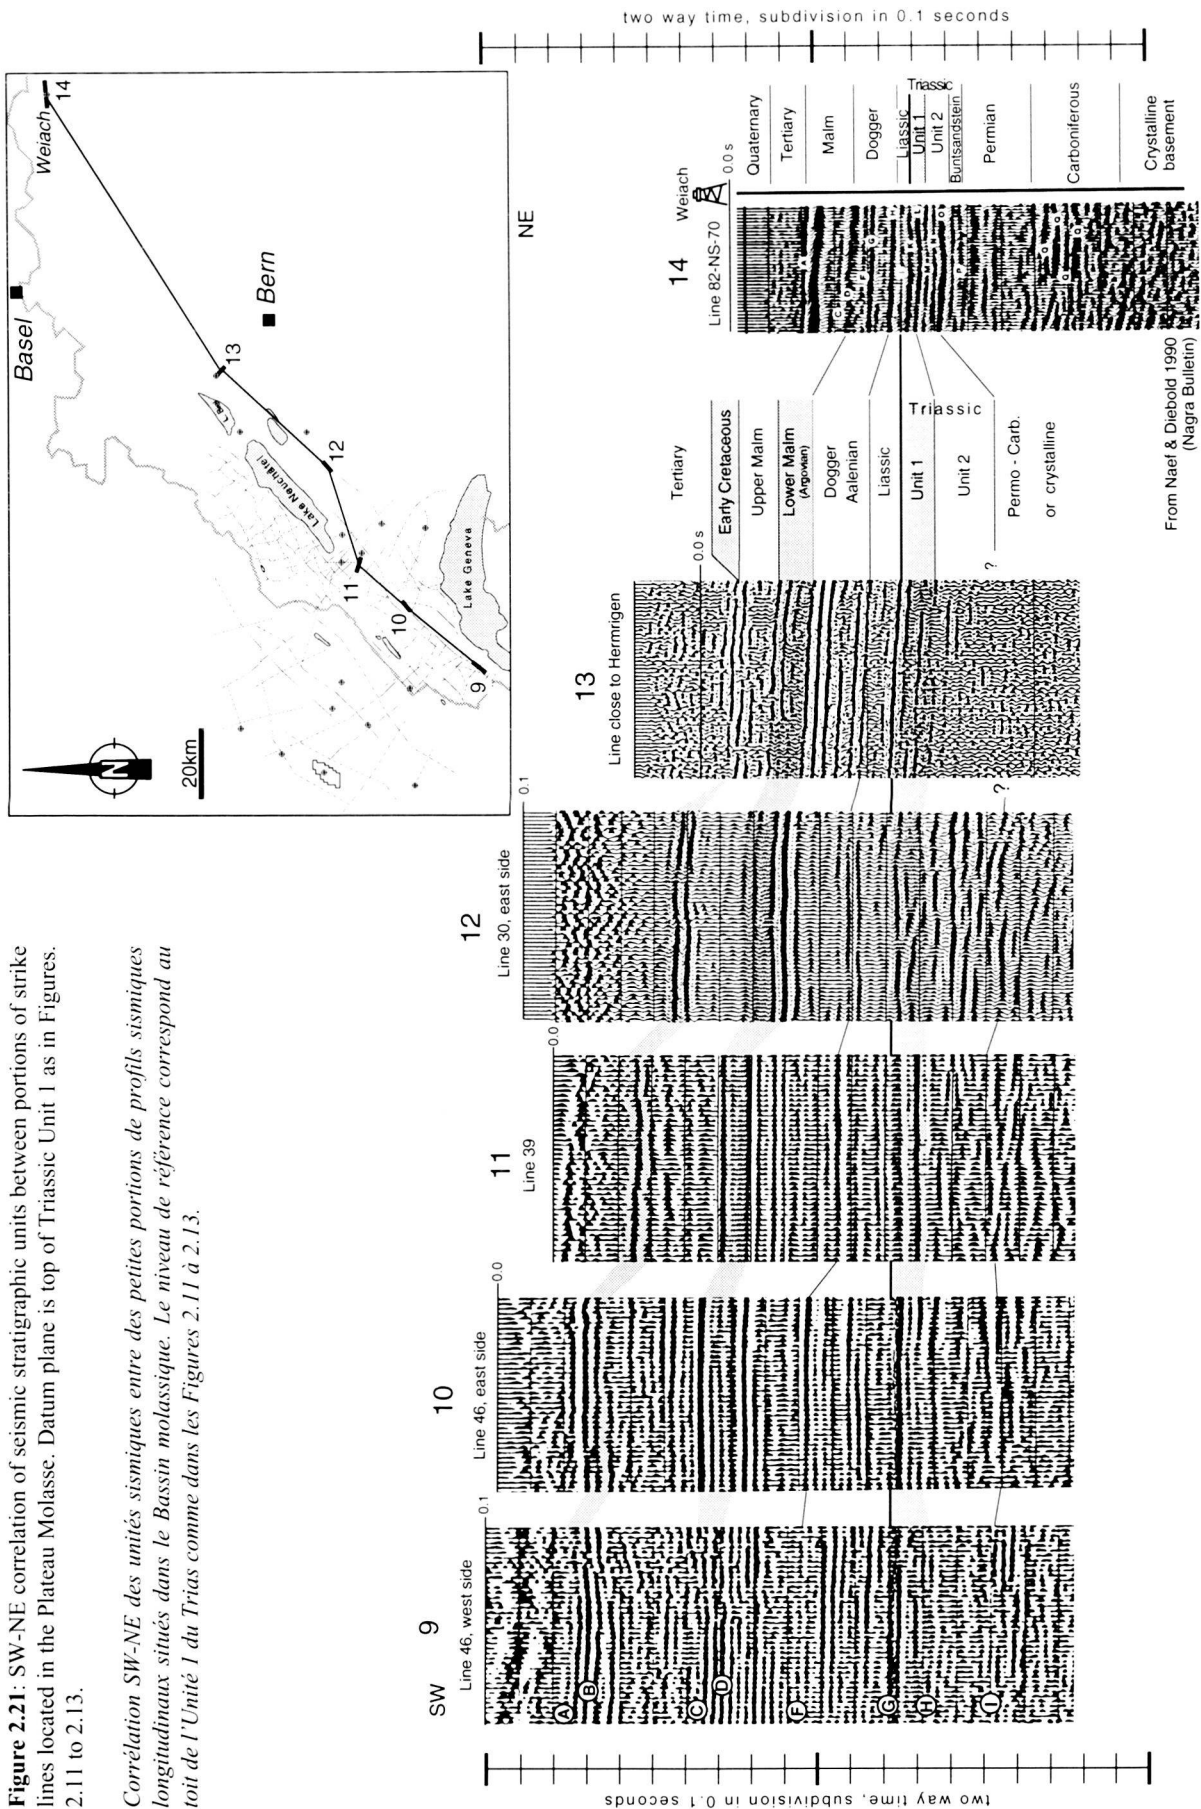 Figure 2.21: SW-NE correlation of seismic stratigraphic units between portions of strike
lines located in the Plateau Molasse. Datum plane is top of Triassic Unit 1 as in Figures.
2.11 to 2.13.
Corrélation SW-NE des unités sismiques entre des petites portions de profils sismiques
longitudinaux situés dans le Bassin molassique. Le niveau de référence correspond au
toit de l'Unité 1 du Trias comme dans les Figures 2.11 à 2.13.
N
20km
Basel
Bern
Weiach
14
13
12
11
10
9
Lake Neuchâtel
Lake Geneva
SW
NE
9
Line 46, west side
0.1
10
Line 46, east side
0.0
11
Line 39
0.0
12
Line 30, east side
0.1
13
Line close to Hermrigen
0.0 s
14
Line 82-NS-70
Weiach
0.0 s
A
B
C
D
F
G
H
I
?
?
Tertiary
Early Cretaceous
Upper Malm
Lower Malm
(Argovian)
Dogger
Aalenian
Liassic
Triassic
Unit 1
Unit 2
Permo - Carb.
or crystalline
Quaternary
Tertiary
Malm
Dogger
Liassic
Triassic
Unit 1
Unit 2
Buntsandstein
Permian
Carboniferous
Crystalline
basement
From Naef & Diebold 1990
(Nagra Bulletin)
two way time, subdivision in 0.1 seconds
two way time, subdivision in 0.1 seconds